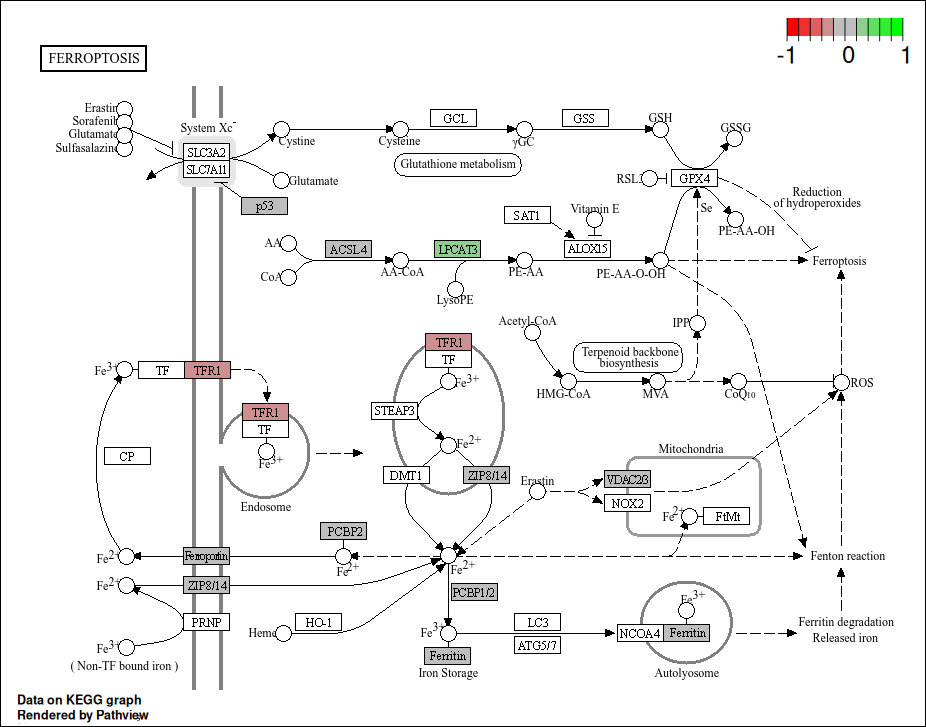 -1 0 1
FERROPTOSIS
Erastin
Sorafenib
Glutamate
Sulfasalazine
System Xc-
SLC3A2
SLC7A11
p53
Cystine
Glutamate
Cysteine
GCL
γGC
GSS
GSH
GSSG
Glutathione metabolism
RSL3
GPX4
Se
PE-AA-OH
Reduction
of hydroperoxides
SAT1
Vitamin E
ALOX15
AA
CoA
ACSL4
AA-CoA
LPCAT3
LysoPE
PE-AA
PE-AA-O-OH
Ferroptosis
Acetyl-CoA
IPP
Terpenoid backbone
biosynthesis
HMG-CoA
MVA
CoQ10
ROS
Fe3+
TF
TFR1
TFR1
TF
Fe3+
Endosome
CP
TFR1
TF
Fe3+
STEAP3
Fe2+
DMT1
ZIP8/14
Erastin
Mitochondria
VDAC2/3
NOX2
Fe2+
FtMt
Fe2+
Ferroportin
PCBP2
Fe2+
Fe2+
Fenton reaction
Fe2+
ZIP8/14
PCBP1/2
PRNP
Fe3+
( Non-TF bound iron )
Heme
HO-1
Fe3+
Ferritin
Iron Storage
LC3
ATG5/7
Fe3+
NCOA4
Ferritin
Autolyosome
Ferritin degradation
Released iron
Data on KEGG graph
Rendered by Pathview